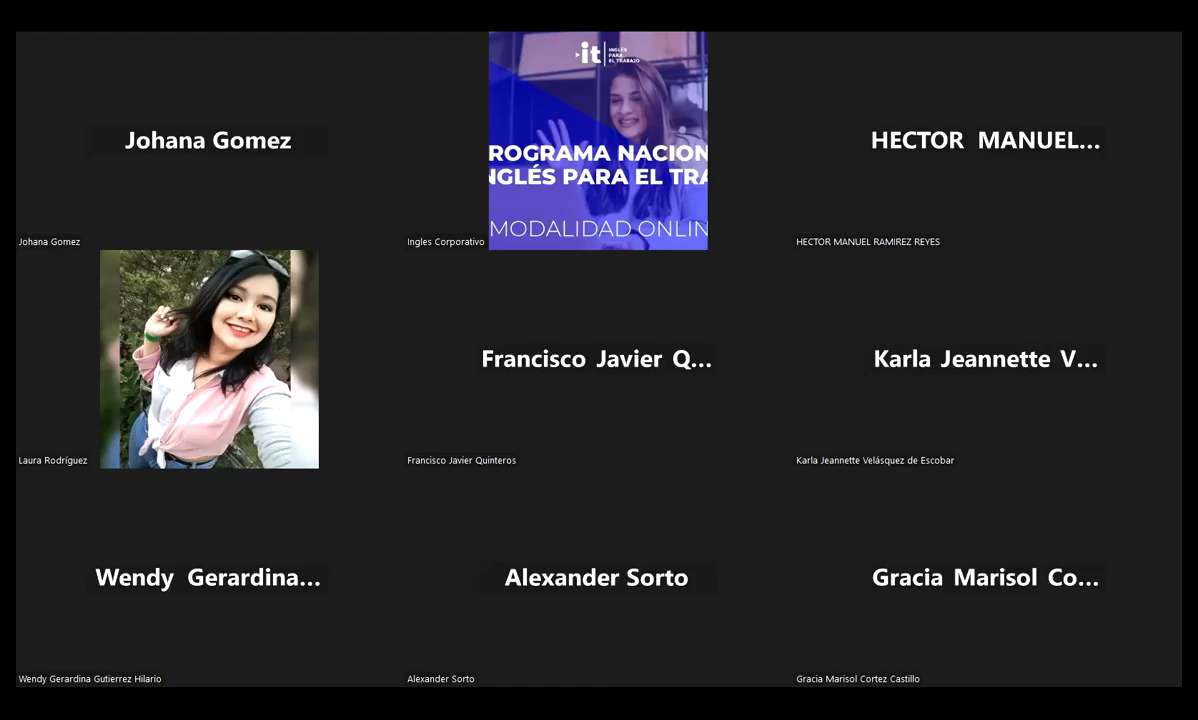 Johana Gomez
Johana Gomez
it
INGLÉS
PARA
EL TRABAJO
ROGRAMA NACION
NGLÉS PARA EL TRA
MODALIDAD ONLIN
Ingles Corporativo
HECTOR MANUEL...
HECTOR MANUEL RAMIREZ REYES
Laura Rodríguez
Francisco Javier Q...
Francisco Javier Quinteros
Karla Jeannette V...
Karla Jeannette Velásquez de Escobar
Wendy Gerardina...
Wendy Gerardina Gutierrez Hilario
Alexander Sorto
Alexander Sorto
Gracia Marisol Co...
Gracia Marisol Cortez Castillo